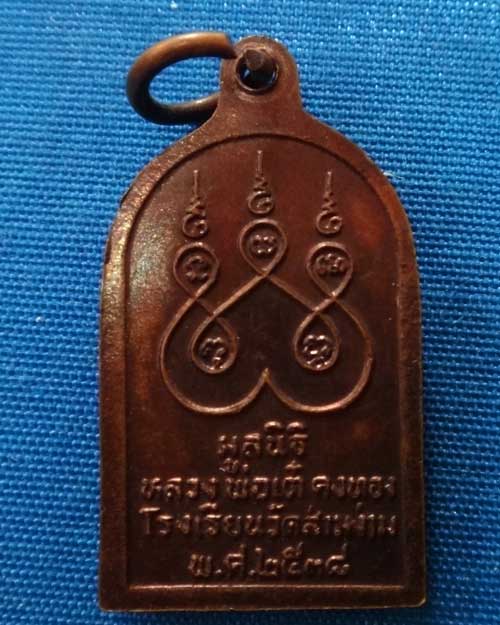 มูลนิธิ
หลวงพ่อเต๋ คงทอง
โรงเรียนวัดสามง่าม
พ.ศ.๒๕๓๘